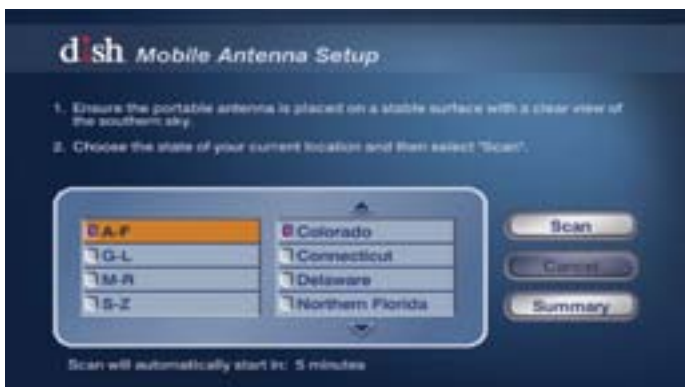 dish Mobile Antenna Setup
1. Ensure the portable antenna is placed on a stable surface with a clear view of
the southern sky.
2. Choose the state of your current location and then select "Scan".
A-F
G-L
M-R
S-Z
Colorado
Connecticut
Delaware
Northern Florida
Scan
Cancel
Summary
Scan will automatically start in: 5 minutes